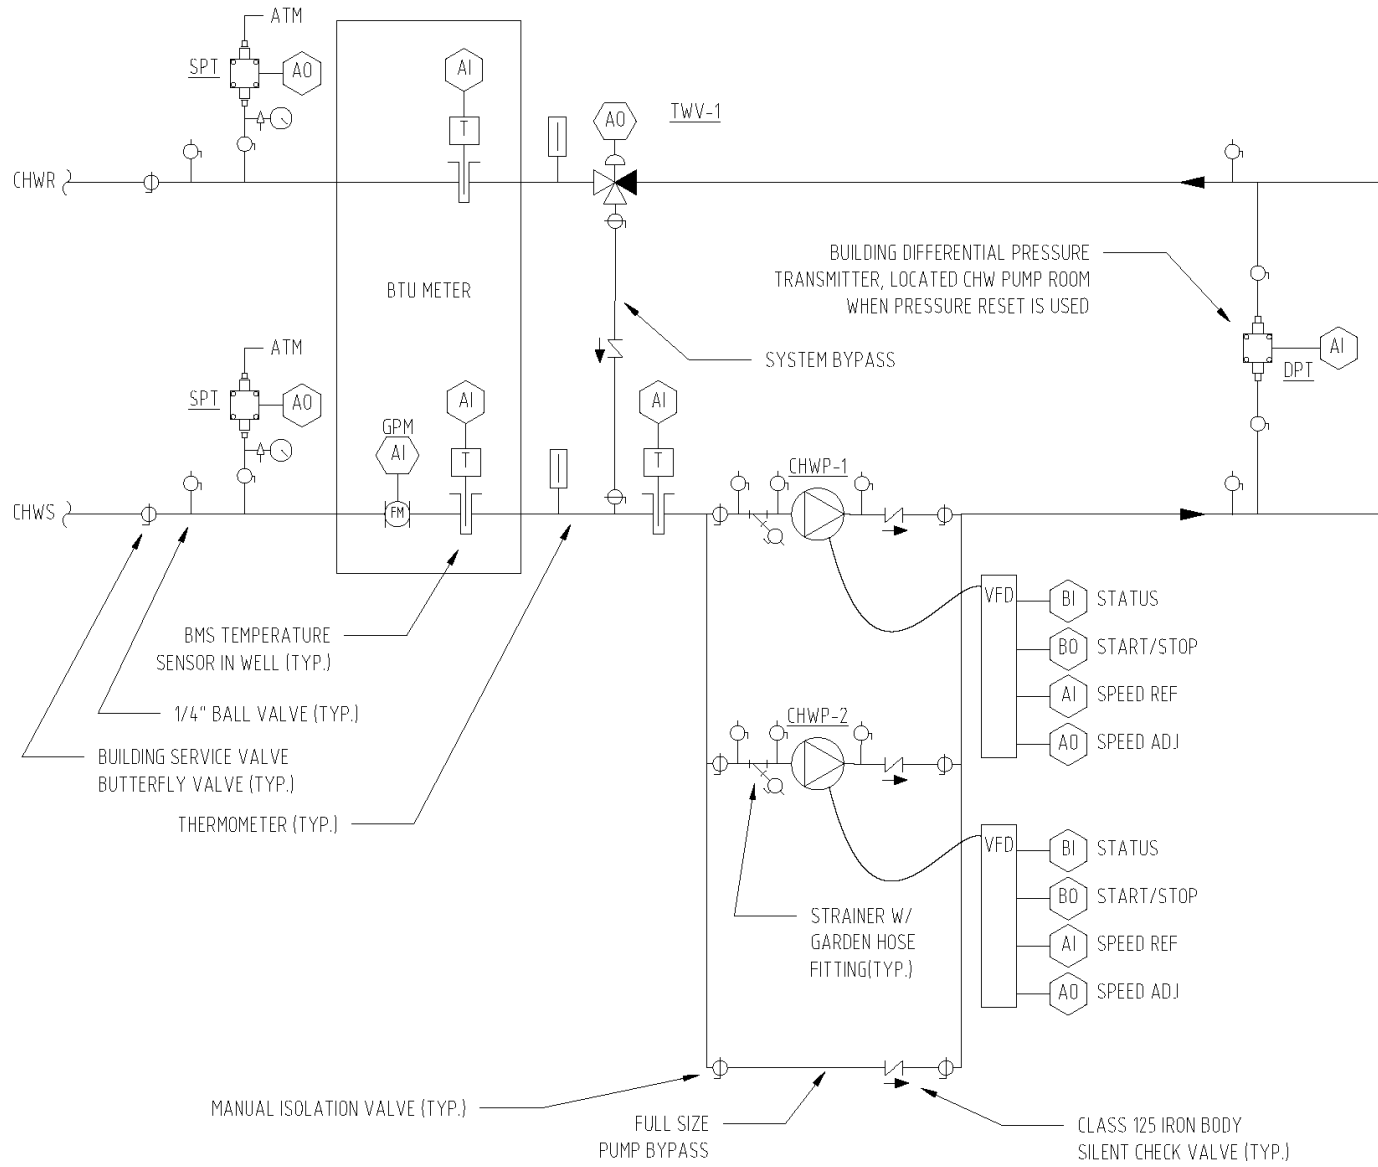 ATM
SPT
AO
AI
T
AO
TWV-1
CHWR
BUILDING DIFFERENTIAL PRESSURE
TRANSMITTER, LOCATED CHW PUMP ROOM
WHEN PRESSURE RESET IS USED
BTU METER
ATM
SPT
AO
SYSTEM BYPASS
AI
DPT
GPM
AI
AI
T
AI
T
CHWP-1
CHWS
FM
VFD
BI STATUS
BO START/STOP
AI SPEED REF
AO SPEED ADJ
BMS TEMPERATURE
SENSOR IN WELL (TYP.)
1/4" BALL VALVE (TYP.)
BUILDING SERVICE VALVE
BUTTERFLY VALVE (TYP.)
THERMOMETER (TYP.)
CHWP-2
VFD
BI STATUS
BO START/STOP
AI SPEED REF
AO SPEED ADJ
STRAINER W/
GARDEN HOSE
FITTING(TYP.)
MANUAL ISOLATION VALVE (TYP.)
FULL SIZE
PUMP BYPASS
CLASS 125 IRON BODY
SILENT CHECK VALVE (TYP.)